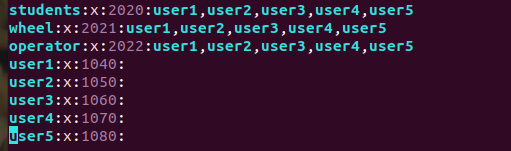 students:x:2020:user1,user2,user3,user4,user5
wheel:x:2021:user1,user2,user3,user4,user5
operator:x:2022:user1,user2,user3,user4,user5
user1:x:1040:
user2:x:1050:
user3:x:1060:
user4:x:1070:
user5:x:1080: